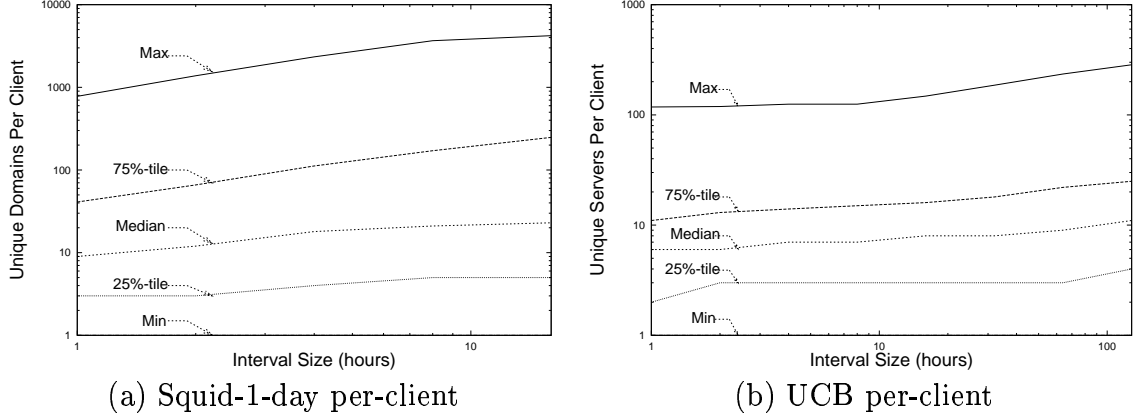 10000
1000
100
10
1
1
10
Unique Domains Per Client
Max
75%-tile
Median
25%-tile
Min
Interval Size (hours)
(a) Squid-1-day per-client
1000
100
10
1
1
10
100
Unique Servers Per Client
Max
75%-tile
Median
25%-tile
Min
Interval Size (hours)
(b) UCB per-client